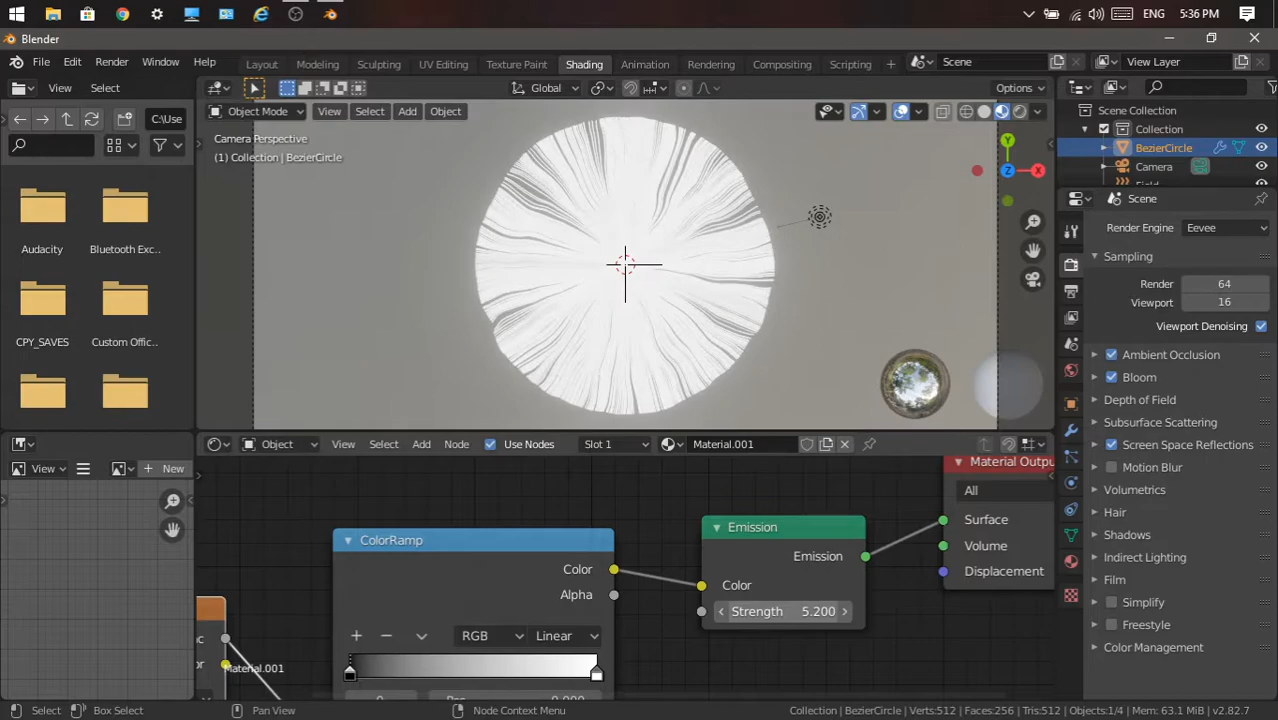 ENG
5:36 PM
Blender
File Edit Render Window Help
Layout Modeling Sculpting UV Editing Texture Paint Shading Animation Rendering Compositing Scripting +
Scene
View Layer
View Select
Global
Options
C:\Use
Object Mode View Select Add Object
Camera Perspective
(1) Collection | BezierCircle
Y
X
Z
Audacity
Bluetooth Exc...
CPY_SAVES
Custom Office...
Scene Collection
Collection
BezierCircle
Camera
Field
Scene
Render Engine Eevee
Sampling
Render 64
Viewport 16
Viewport Denoising
Ambient Occlusion
Bloom
Depth of Field
Subsurface Scattering
Screen Space Reflections
Motion Blur
Volumetrics
Hair
Shadows
Indirect Lighting
Film
Simplify
Freestyle
Color Management
View
New
Object View Select Add Node Use Nodes Slot 1 Material.001
Material Outpu
All
Surface
Volume
Displacement
Emission
Emission
Color
Strength 5.200
ColorRamp
Color
Alpha
RGB Linear
Material.001
Select Box Select Pan View Node Context Menu
Collection | BezierCircle | Verts:512 | Faces:256 | Tris:512 | Objects:1/4 | Mem: 63.1 MiB | v2.82.7